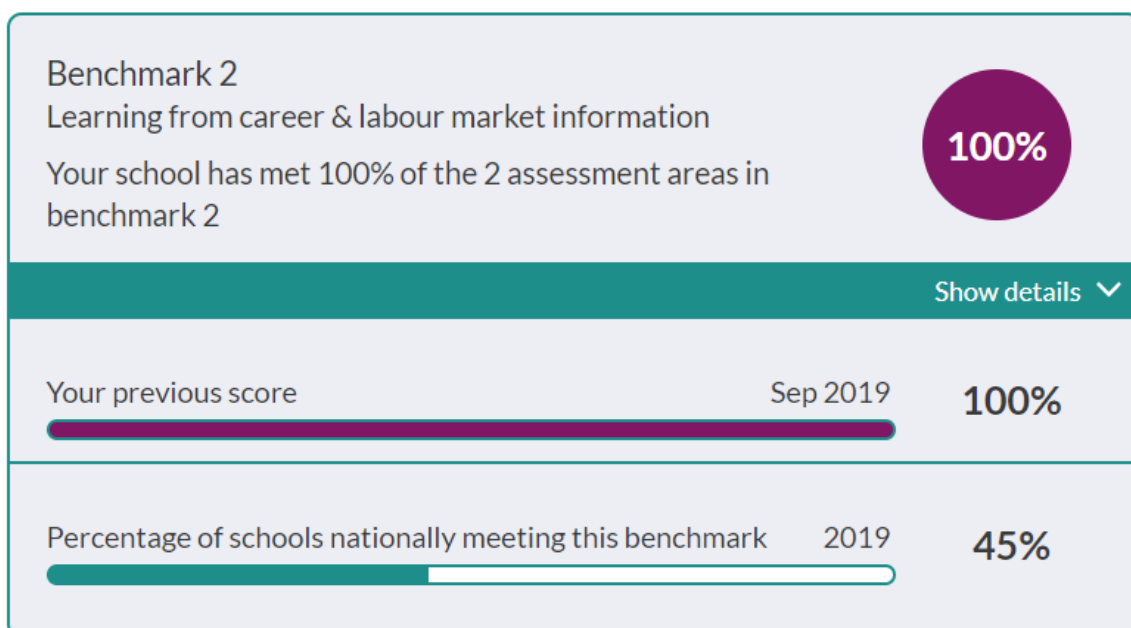 Benchmark 2
Learning from career & labour market information
100%
Your school has met 100% of the 2 assessment areas in
benchmark 2
Show details
Your previous score Sep 2019 100%
Percentage of schools nationally meeting this benchmark 2019 45%